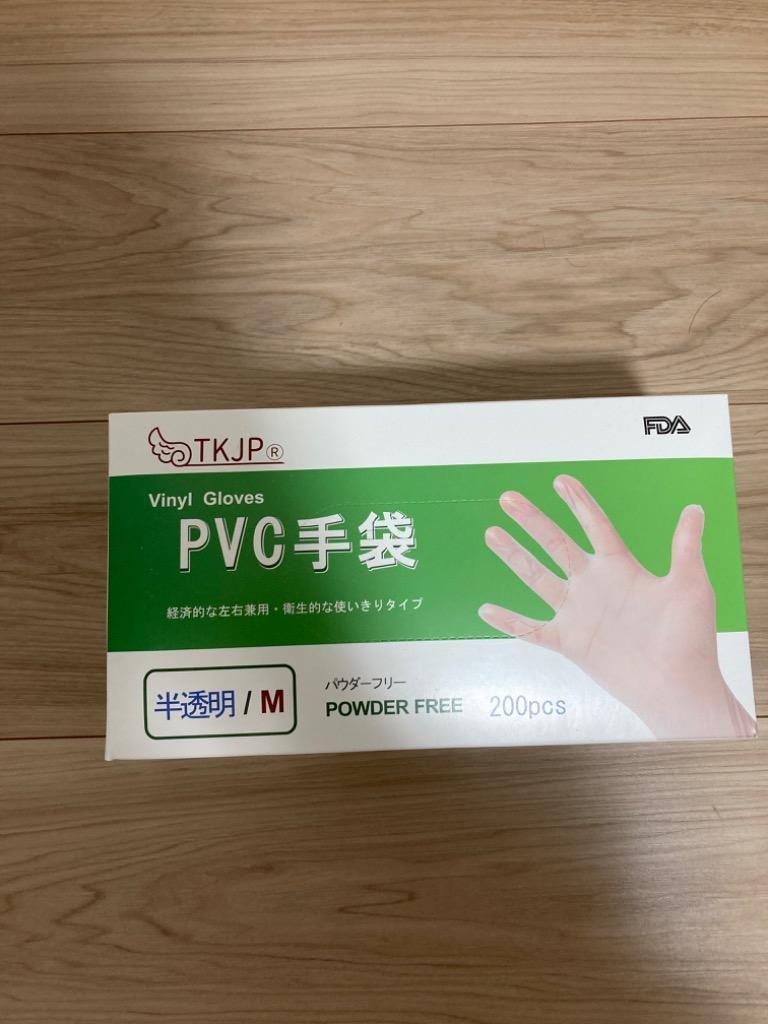 TKJP®
FDA
Vinyl Gloves
PVC手袋
経済的な左右兼用・衛生的な使いきりタイプ
半透明 / M
パウダーフリー
POWDER FREE 200pcs